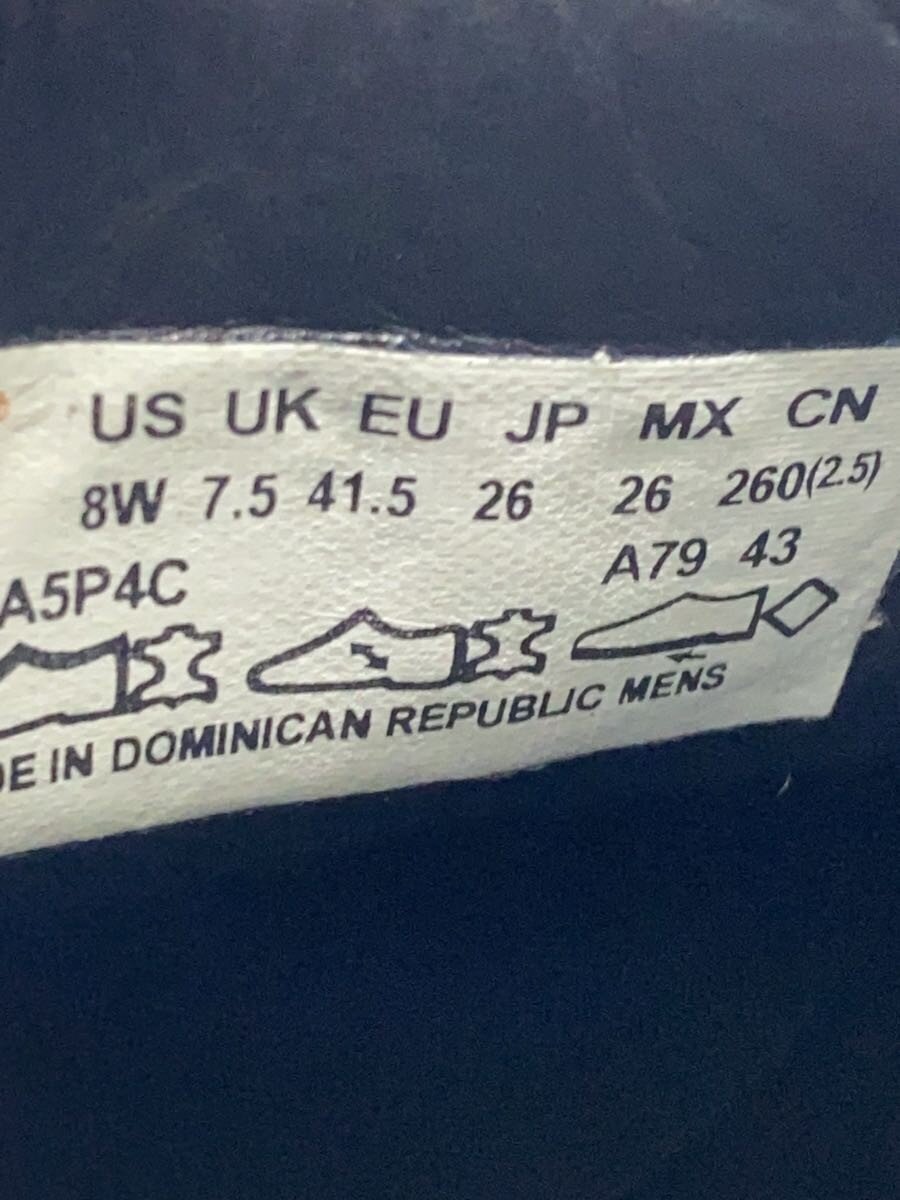 US UK EU JP MX CN
8W 7.5 41.5 26 26 260(2.5)
A5P4C A79 43
DE IN DOMINICAN REPUBLIC MENS